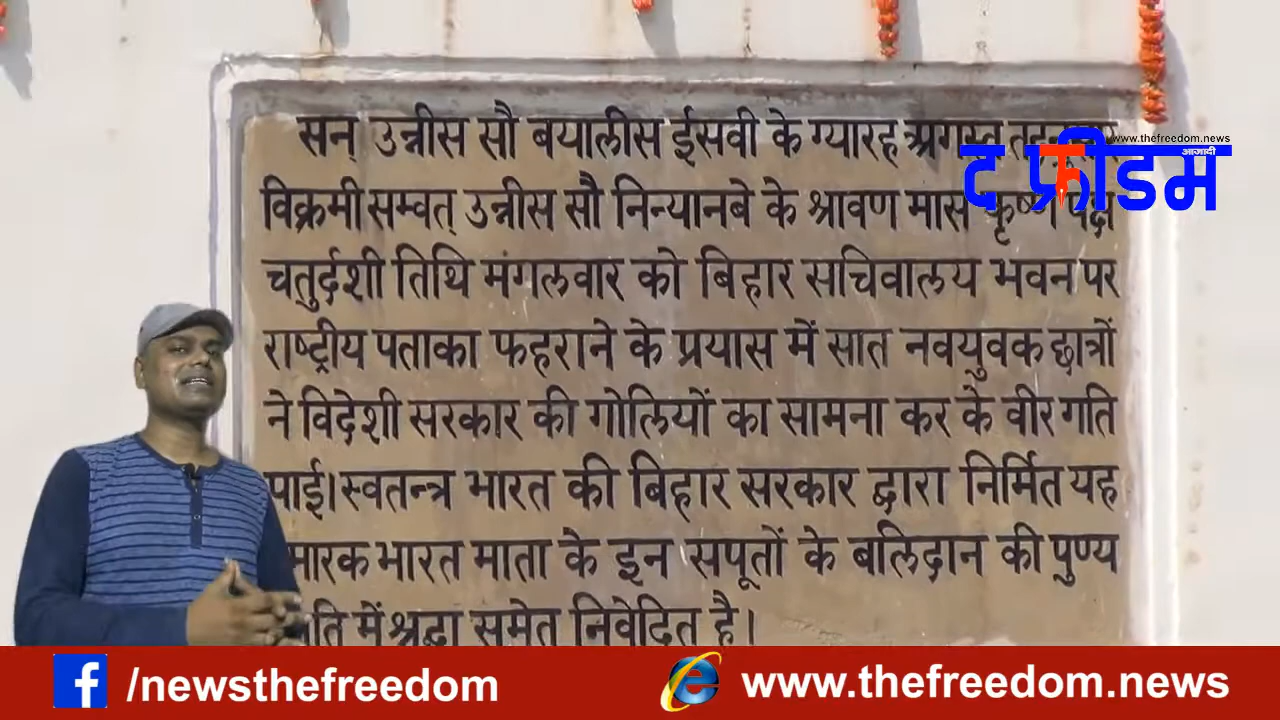 सन् उन्नीस सौ बयालीस ईसवी के ग्यारह अगस्त
विक्रमी सम्वत् उन्नीस सौ निन्यानबे के श्रावण मास कृष्ण पक्ष
चतुर्दशी तिथि मंगलवार को बिहार सचिवालय भवन पर
राष्ट्रीय पताका फहराने के प्रयास में सात नवयुवक छात्रों
ने विदेशी सरकार की गोलियों का सामना कर के वीर गति
पाई। स्वतन्त्र भारत की बिहार सरकार द्वारा निर्मित यह
भारत माता के इन सपूतों के बलिदान की पुण्य
में श्रद्धा समेत निवेदित है।
www.thefreedom.news
आजादी
द फ्रीडम
/newsthefreedom
www.thefreedom.news